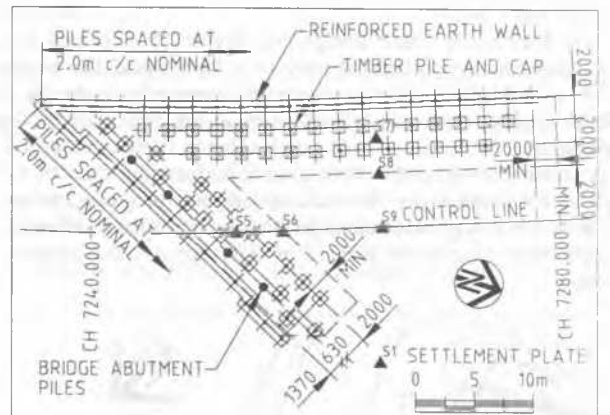 PILES SPACED AT
2.0m c/c NOMINAL
REINFORCED EARTH WALL
TIMBER PILE AND CAP
2000
2000
2000
S7
2000
MIN
S8
PILES SPACED AT
2.0m c/c NOMINAL
S5
S6
S9 CONTROL LINE
2000
MIN
CH 7240.000
CH 7280.000-MIN
BRIDGE ABUTMENT
PILES
1370
630
2000
S1 SETTLEMENT PLATE
0 5 10m